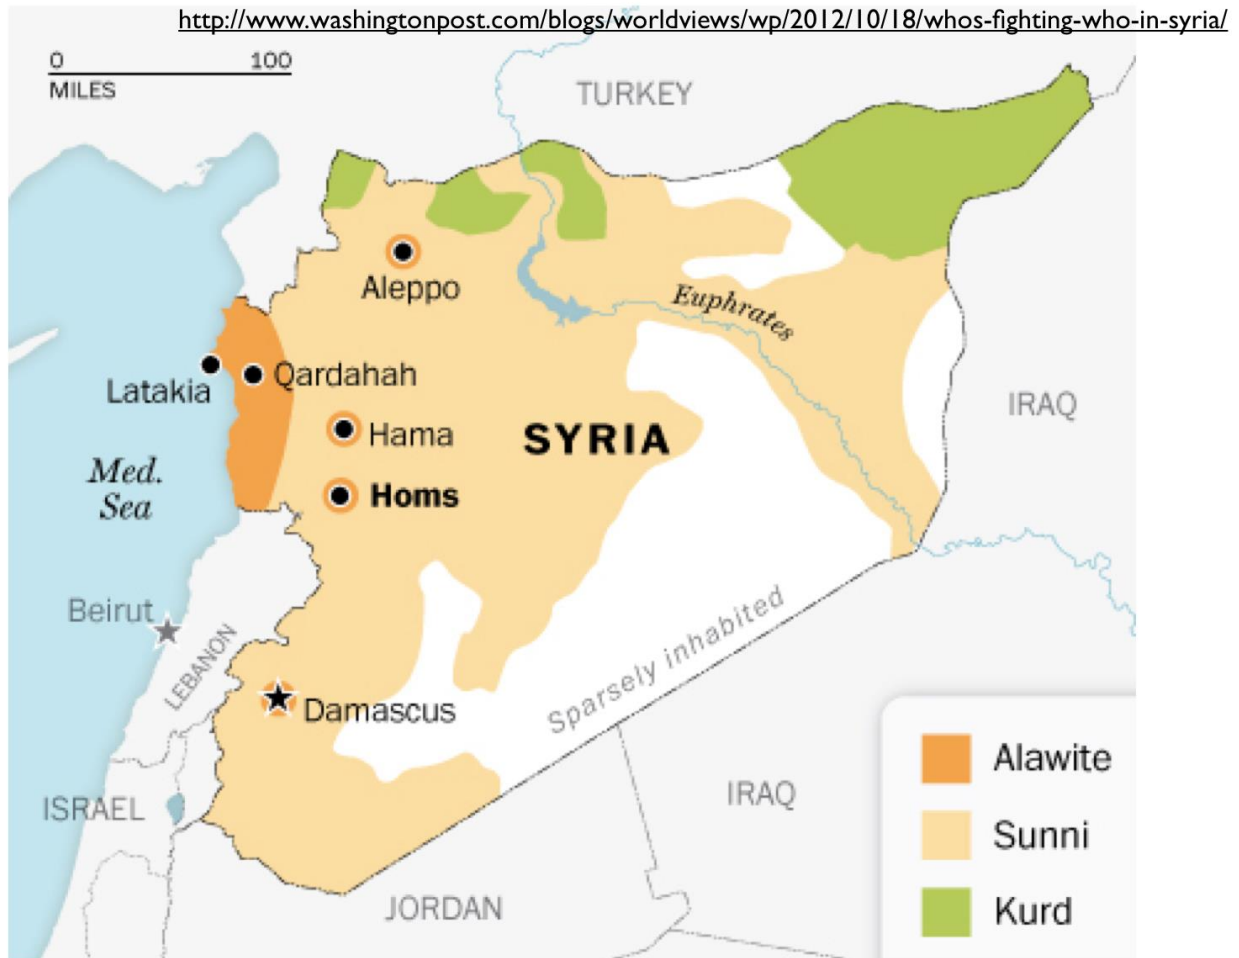 http://www.washingtonpost.com/blogs/worldviews/wp/2012/10/18/whos-fighting-who-in-syria/
0 100
MILES
TURKEY
Aleppo
Euphrates
Latakia
Qardahah
IRAQ
Hama
SYRIA
Med.
Sea
Homs
Sparsely inhabited
Beirut
LEBANON
Damascus
ISRAEL
IRAQ
JORDAN
Alawite
Sunni
Kurd